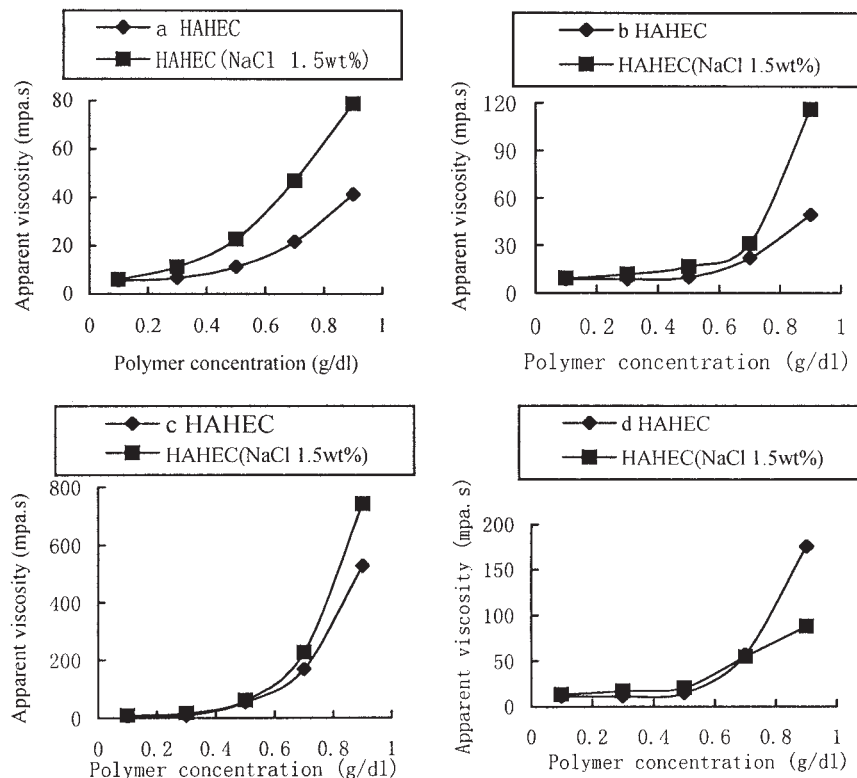 a HAHEC
HAHEC(NaCl 1.5wt%)
Apparent viscosity (mpa.s)
80
60
40
20
0
0 0.2 0.4 0.6 0.8 1
Polymer concentration (g/dl)
b HAHEC
HAHEC(NaCl 1.5wt%)
Apparent viscosity (mpa.s)
120
90
60
30
0
0 0.2 0.4 0.6 0.8 1
Polymer concentration (g/dl)
c HAHEC
HAHEC(NaCl 1.5wt%)
Apparent viscosity (mpa.s)
800
600
400
200
0
0 0.2 0.4 0.6 0.8 1
Polymer concentration (g/dl)
d HAHEC
HAHEC(NaCl 1.5wt%)
Apparent viscosity (mpa. s)
200
150
100
50
0
0 0.2 0.4 0.6 0.8 1
Polymer concentration (g/dl)